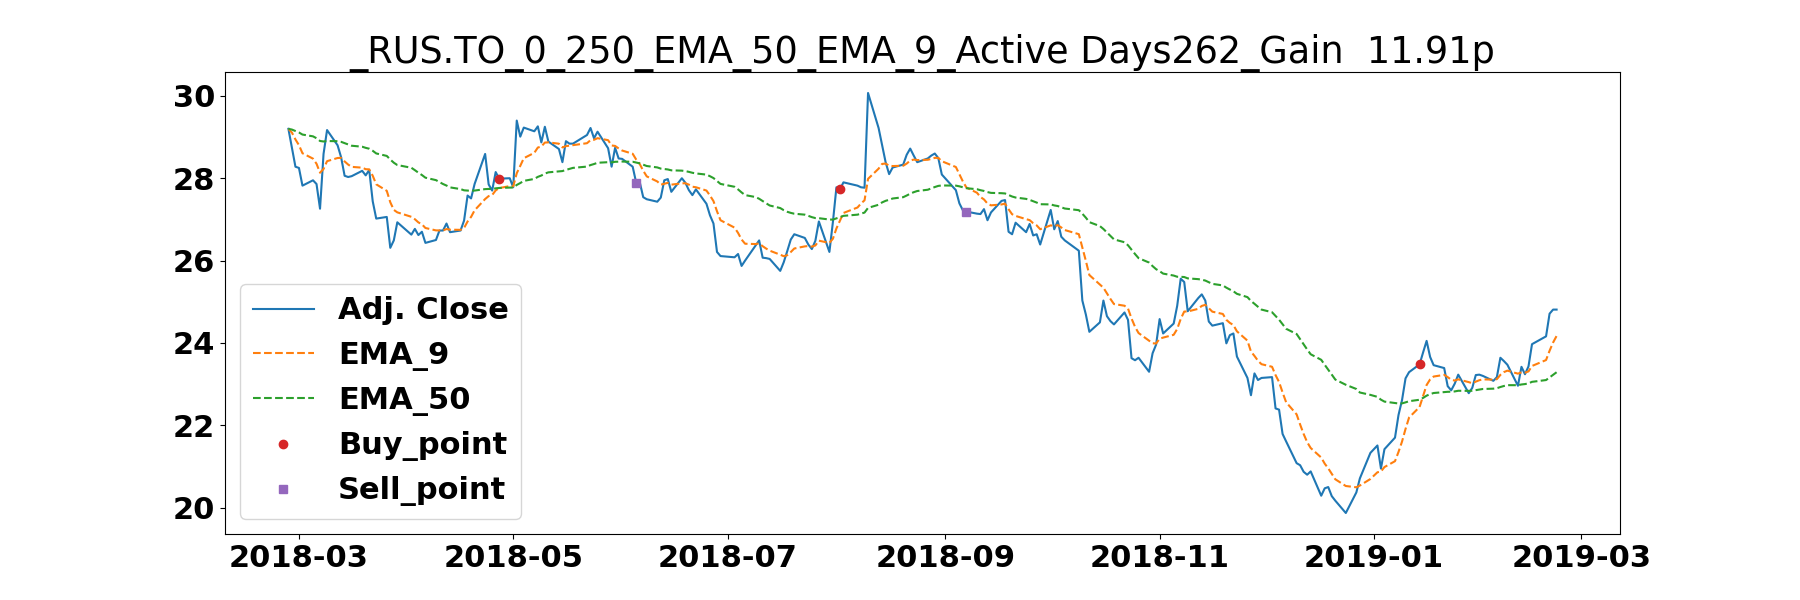 _RUS.TO_0_250_EMA_50_EMA_9_Active Days262_Gain  11.91p
30
28
26
24
22
20
Adj. Close
EMA_9
EMA_50
Buy_point
Sell_point
2018-03 2018-05 2018-07 2018-09 2018-11 2019-01 2019-03